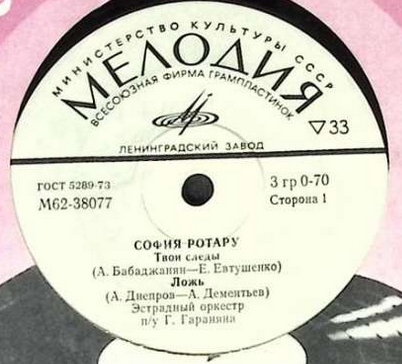 МИНИСТЕРСТВО КУЛЬТУРЫ СССР
МЕЛОДИЯ
ВСЕСОЮЗНАЯ ФИРМА ГРАМПЛАСТИНОК
▽33
ЛЕНИНГРАДСКИЙ ЗАВОД
ГОСТ 5289-73
М62-38077
3 гр 0-70
Сторона 1
СОФИЯ РОТАРУ
Твои следы
(А. Бабаджанян—Е. Евтушенко)
Ложь
(А. Днепров—А. Дементьев)
Эстрадный оркестр
п/у Г. Гараняна